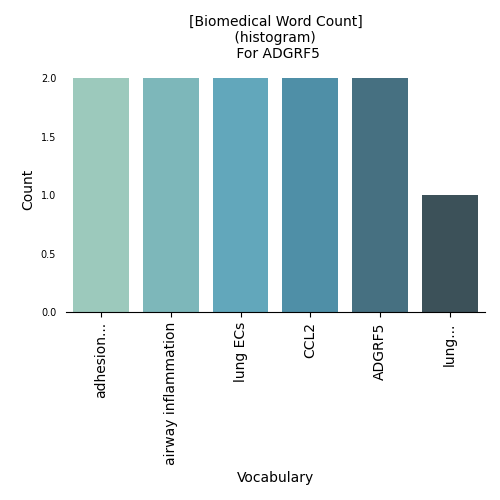 [Biomedical Word Count]
(histogram)
For ADGRF5
2.0
1.5
1.0
0.5
0.0
Count
adhesion...
airway inflammation
lung ECs
CCL2
ADGRF5
lung...
Vocabulary